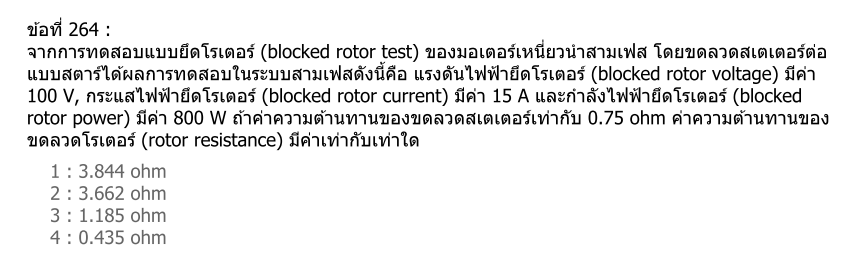 ข้อที่ 264 :
จากการทดสอบแบบยึดโรเตอร์ (blocked rotor test) ของมอเตอร์เหนี่ยวนำสามเฟส โดยขดลวดสเตเตอร์ต่อ
แบบสตาร์ได้ผลการทดสอบในระบบสามเฟสดังนี้คือ แรงดันไฟฟ้ายึดโรเตอร์ (blocked rotor voltage) มีค่า
100 V, กระแสไฟฟ้ายึดโรเตอร์ (blocked rotor current) มีค่า 15 A และกำลังไฟฟ้ายึดโรเตอร์ (blocked
rotor power) มีค่า 800 W ถ้าค่าความต้านทานของขดลวดสเตเตอร์เท่ากับ 0.75 ohm ค่าความต้านทานของ
ขดลวดโรเตอร์ (rotor resistance) มีค่าเท่ากับเท่าใด
1 : 3.844 ohm
2 : 3.662 ohm
3 : 1.185 ohm
4 : 0.435 ohm